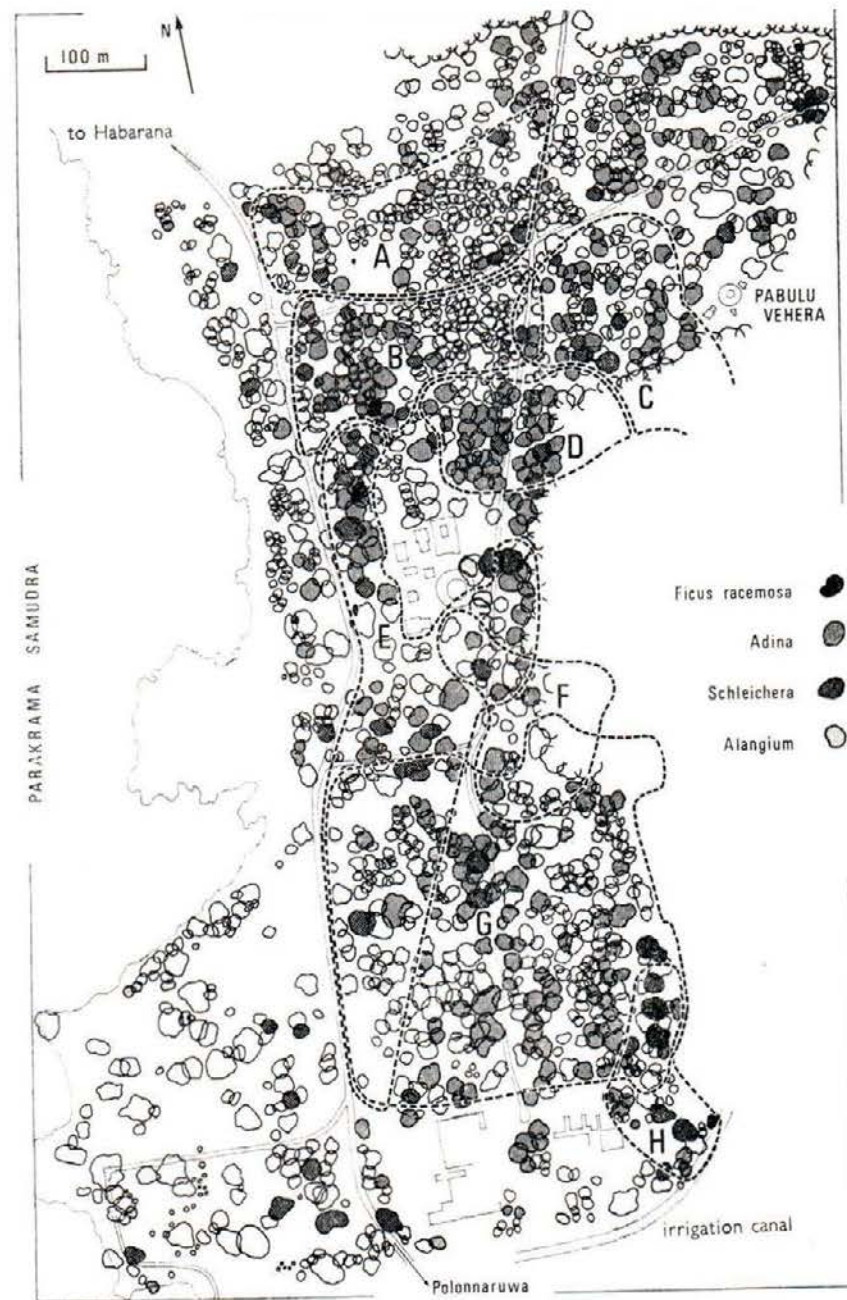 N
100 m
to Habarana
A
PABULU
VEHERA
B
C
D
Ficus racemosa
Adina
E
PARAKRAMA SAMUDRA
Schleichera
F
Alangium
G
H
irrigation canal
Polonnaruwa